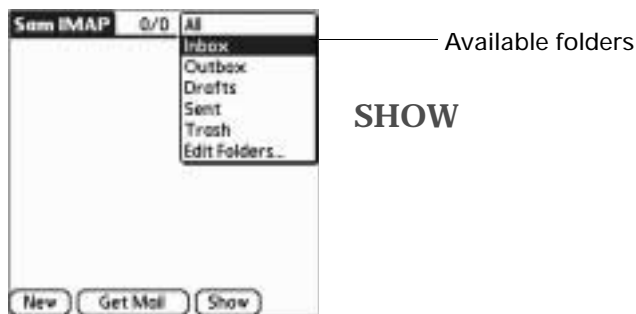 Sam IMAP 0/0 All
Inbox
Available folders
Outbox
Drafts
Sent
SHOW
Trash
Edit Folders...
New Get Mail Show